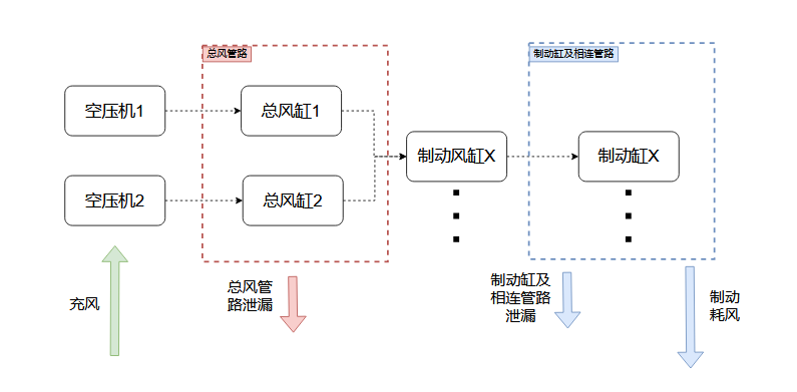 总风管路
制动缸及相连管路
空压机1
总风缸1
制动风缸X
制动缸X
空压机2
总风缸2
充风
总风管
路泄漏
制动缸及
相连管路
泄漏
制动
耗风